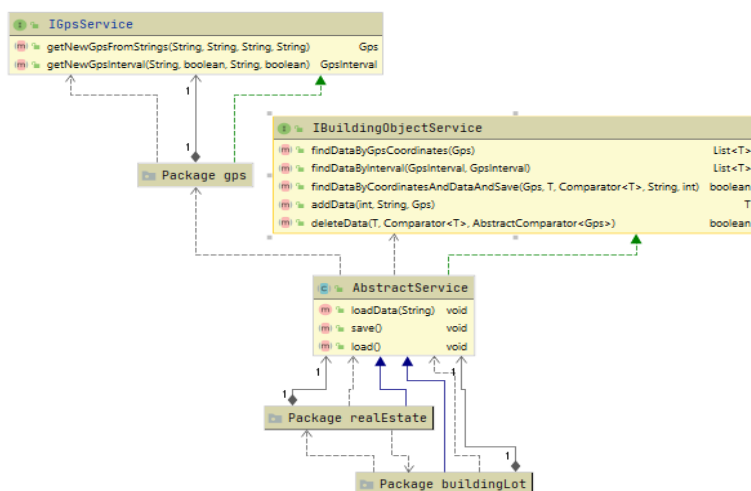 IGpsService
getNewGpsFromStrings(String, String, String, String) Gps
getNewGpsInterval(String, boolean, String, boolean) GpsInterval
1
1
IBuildingObjectService
findDataByGpsCoordinates(Gps) List<T>
findDataByInterval(GpsInterval, GpsInterval) List<T>
findDataByCoordinatesAndDataAndSave(Gps, T, Comparator<T>, String, int) boolean
addData(int, String, Gps) T
deleteData(T, Comparator<T>, AbstractComparator<Gps>) boolean
Package gps
AbstractService
loadData(String) void
save() void
load() void
1
1
1
Package realEstate
1
Package buildingLot